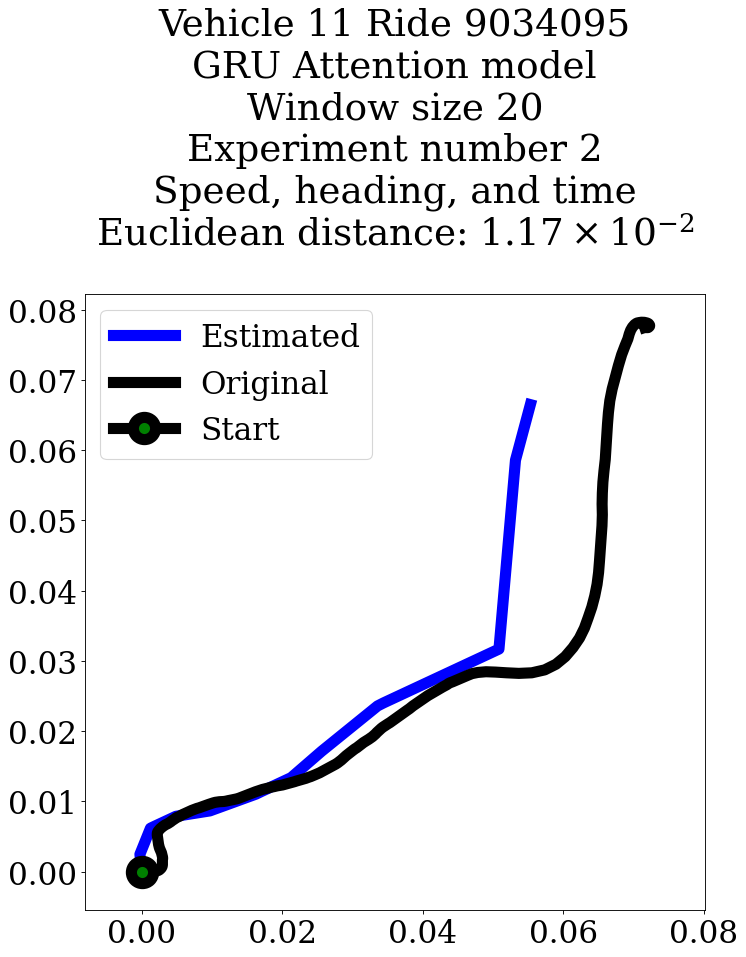 Vehicle 11 Ride 9034095
GRU Attention model
Window size 20
Experiment number 2
Speed, heading, and time
Euclidean distance: 1.17 × 10⁻²
Estimated
Original
Start
0.08
0.07
0.06
0.05
0.04
0.03
0.02
0.01
0.00
0.00 0.02 0.04 0.06 0.08